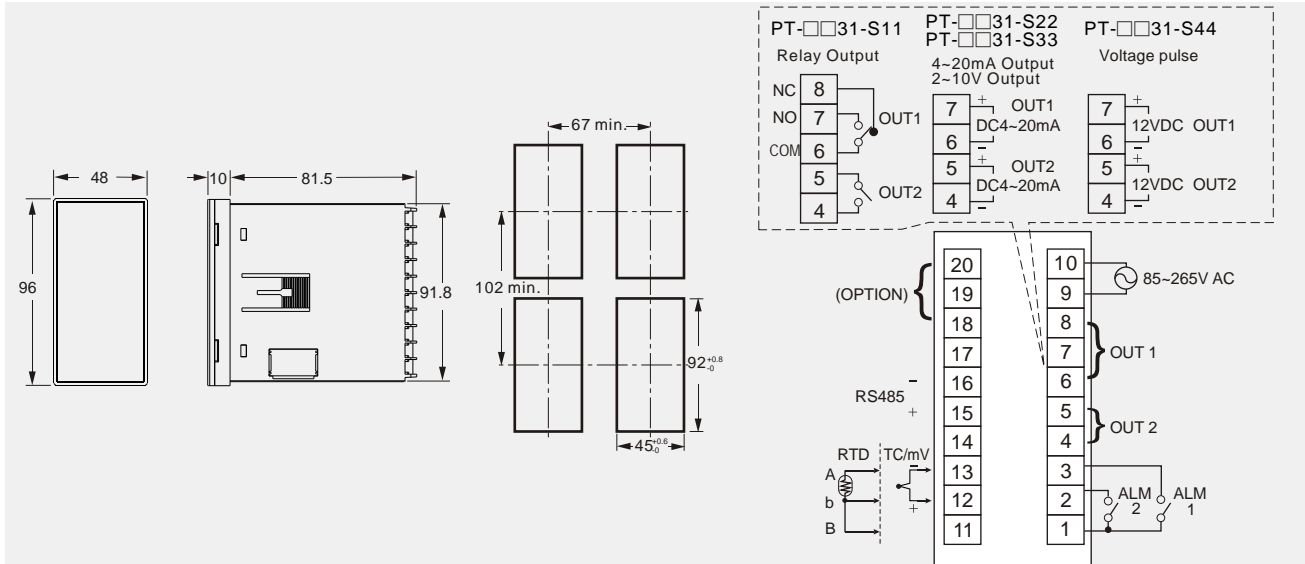 48
96
10
81.5
91.8
67 min.
102 min.
92+0.8 -0
45+0.6 -0
PT-□□31-S11
Relay Output
NC 8
NO 7
COM 6
5
4
OUT1
OUT2
PT-□□31-S22
PT-□□31-S33
4~20mA Output
2~10V Output
7 + OUT1
DC4~20mA
6 -
5 + OUT2
DC4~20mA
4 -
PT-□□31-S44
Voltage pulse
7 +
12VDC OUT1
6 -
5 +
12VDC OUT2
4 -
(OPTION)
20
19
18
17
RS485
- 16
+ 15
14
RTD TC/mV
A - 13
b + 12
B 11
10
9
85~265V AC
8
7
6
OUT 1
5
4
OUT 2
3
2
1
ALM 2
ALM 1